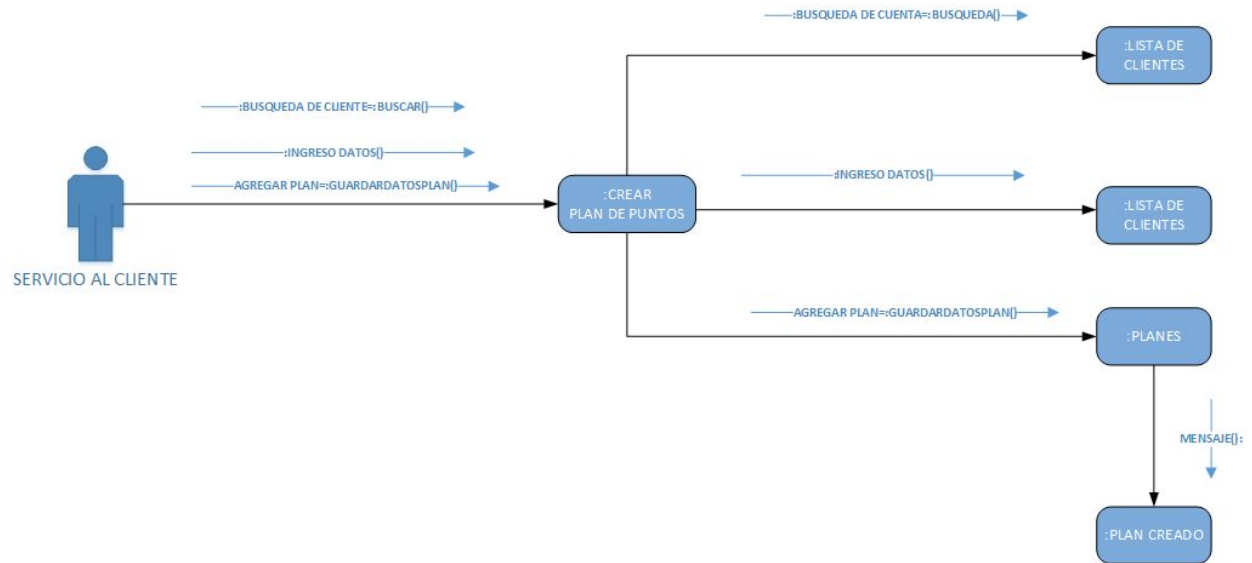 :BUSQUEDA DE CUENTA=:BUSQUEDA()
:LISTA DE
CLIENTES
:BUSQUEDA DE CLIENTE=:BUSCAR()
:INGRESO DATOS()
AGREGAR PLAN=:GUARDARDATOSPLAN()
:CREAR
PLAN DE PUNTOS
:INGRESO DATOS()
:LISTA DE
CLIENTES
SERVICIO AL CLIENTE
AGREGAR PLAN=:GUARDARDATOSPLAN()
:PLANES
MENSAJE():
:PLAN CREADO